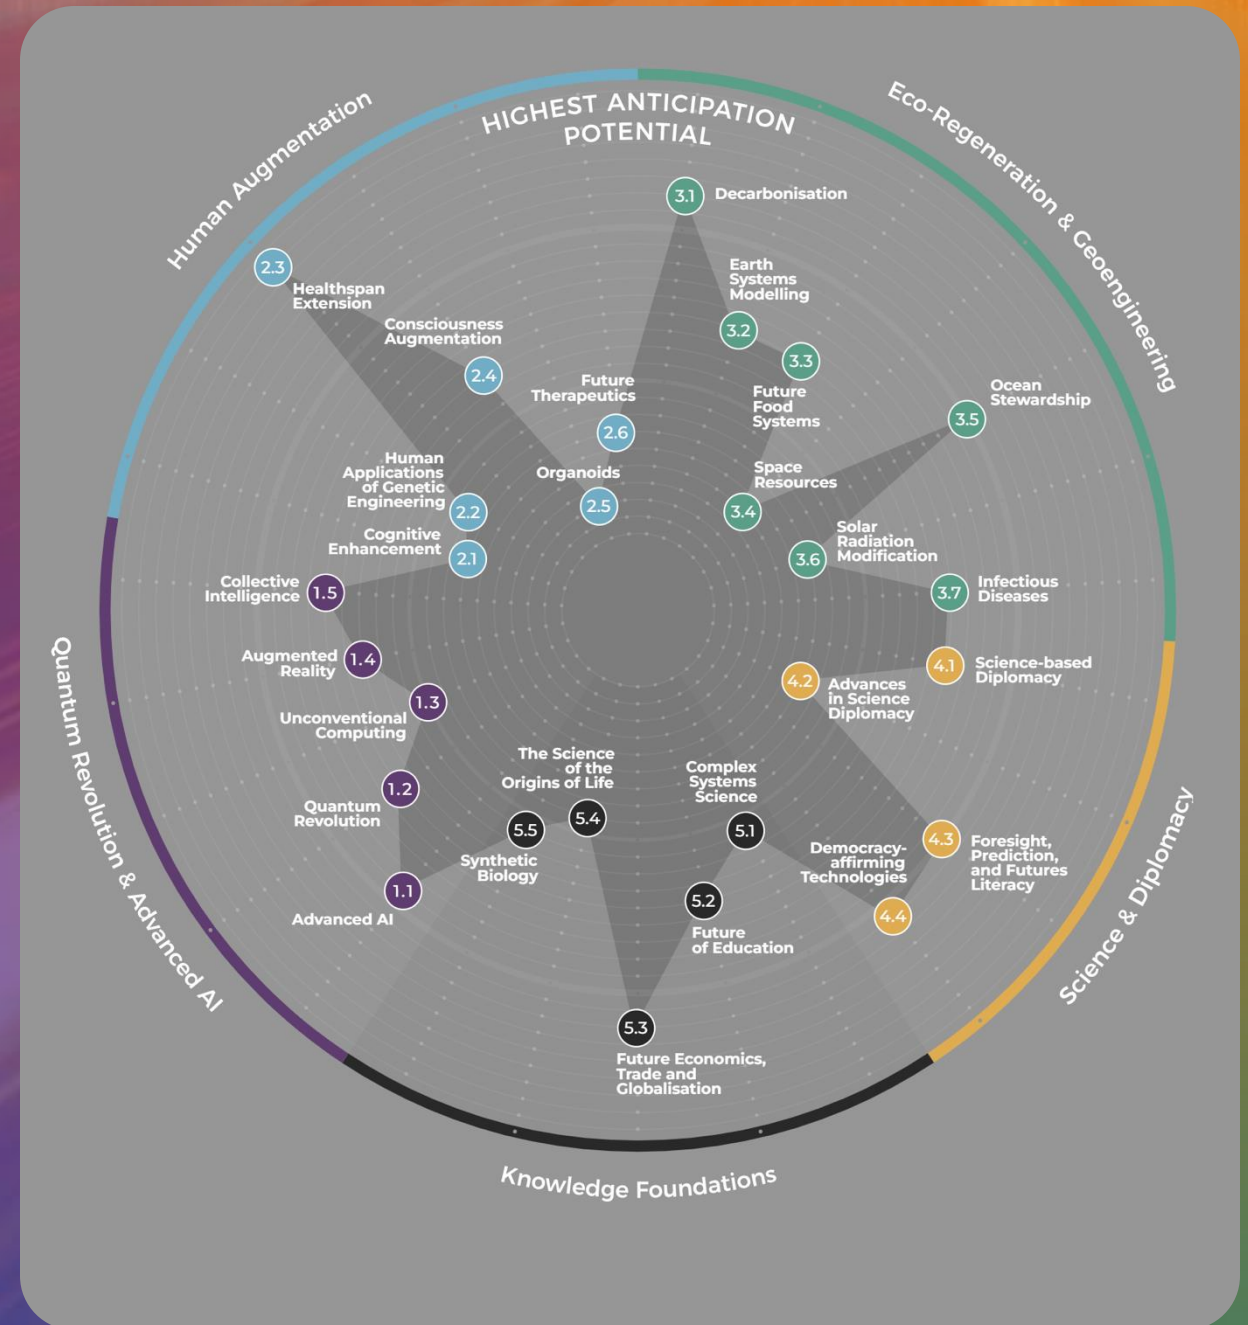 HIGHEST ANTICIPATION
POTENTIAL
Human Augmentation
Eco-Regeneration & Geoengineering
3.1
Decarbonisation
2.3
Healthspan
Extension
Earth
Systems
Modelling
3.2
3.3
Future
Food
Systems
Consciousness
Augmentation
2.4
Future
Therapeutics
2.6
Ocean
Stewardship
3.5
Human
Applications
of Genetic
Engineering
2.2
Organoids
2.5
Space
Resources
3.4
Cognitive
Enhancement
2.1
Solar
Radiation
Modification
3.6
Collective
Intelligence
1.5
3.7
Infectious
Diseases
Augmented
Reality
1.4
4.1
Science-based
Diplomacy
4.2
Advances
in Science
Diplomacy
1.3
Unconventional
Computing
Quantum Revolution & Advanced AI
The Science
of the
Origins of Life
5.4
Complex
Systems
Science
5.1
1.2
Quantum
Revolution
5.5
Synthetic
Biology
Democracy-
affirming
Technologies
4.4
4.3
Foresight,
Prediction,
and Futures
Literacy
Science & Diplomacy
1.1
Advanced AI
5.2
Future
of Education
5.3
Future Economics,
Trade and
Globalisation
Knowledge Foundations